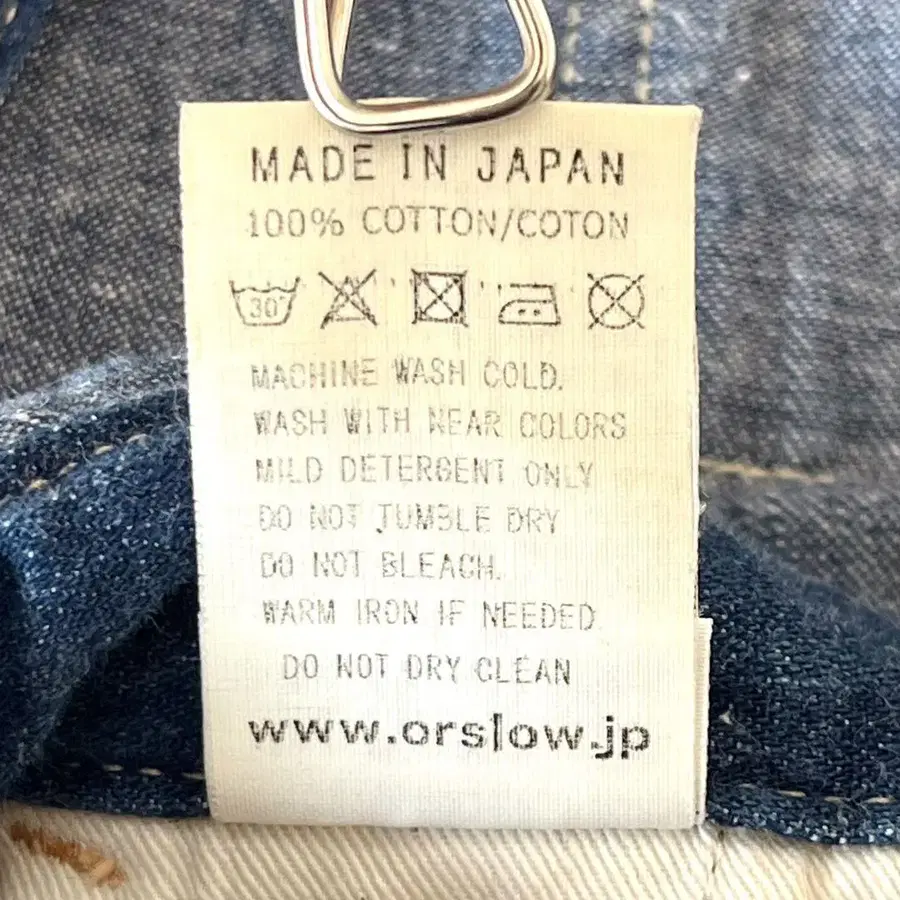 MADE IN JAPAN
100% COTTON/COTON
30
MACHINE WASH COLD.
WASH WITH NEAR COLORS
MILD DETERGENT ONLY
DO NOT TUMBLE DRY
DO NOT BLEACH.
WARM IRON IF NEEDED.
DO NOT DRY CLEAN
www.orslow.jp